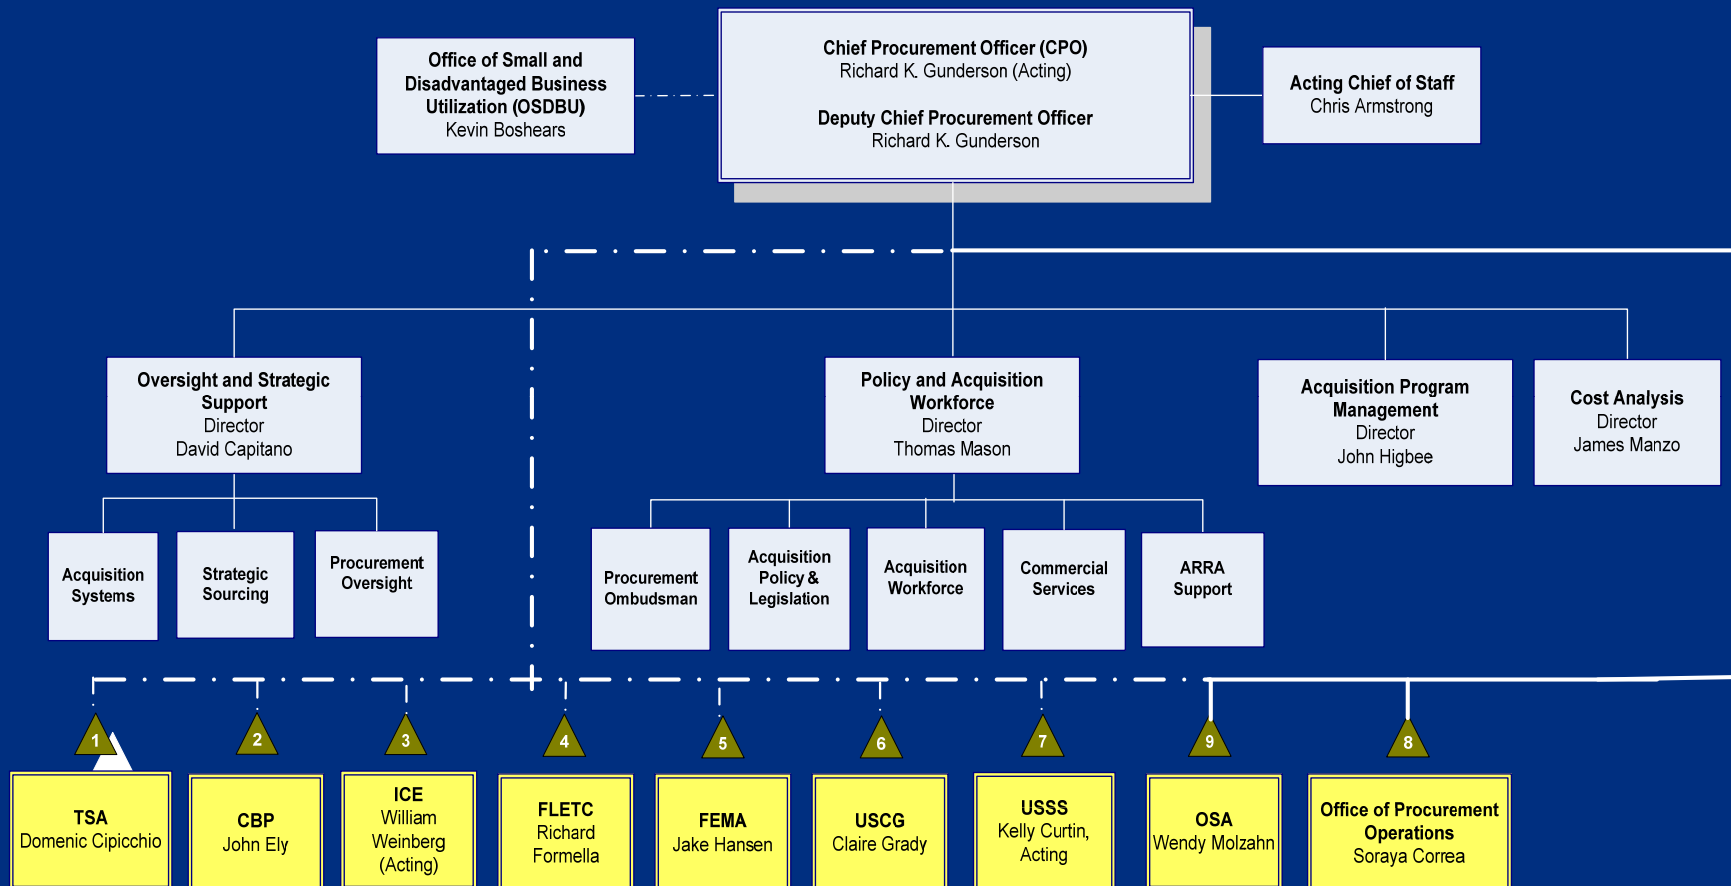 Office of Small and
Disadvantaged Business
Utilization (OSDBU)
Kevin Boshears
Chief Procurement Officer (CPO)
Richard K. Gunderson (Acting)
Deputy Chief Procurement Officer
Richard K. Gunderson
Acting Chief of Staff
Chris Armstrong
Oversight and Strategic
Support
Director
David Capitano
Policy and Acquisition
Workforce
Director
Thomas Mason
Acquisition Program
Management
Director
John Higbee
Cost Analysis
Director
James Manzo
Acquisition
Systems
Strategic
Sourcing
Procurement
Oversight
Procurement
Ombudsman
Acquisition
Policy &
Legislation
Acquisition
Workforce
Commercial
Services
ARRA
Support
1
2
3
4
5
6
7
9
8
TSA
Domenic Cipicchio
CBP
John Ely
ICE
William
Weinberg
(Acting)
FLETC
Richard
Formella
FEMA
Jake Hansen
USCG
Claire Grady
USSS
Kelly Curtin,
Acting
OSA
Wendy Molzahn
Office of Procurement
Operations
Soraya Correa